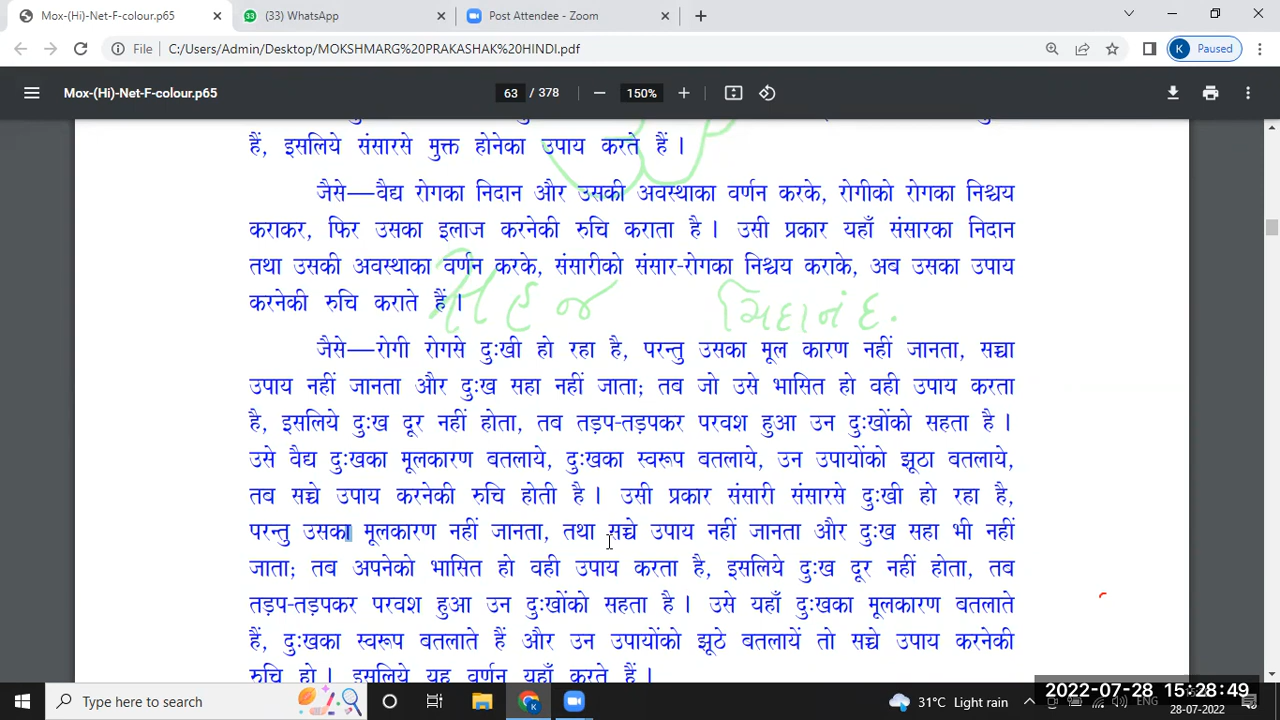 Mox-(Hi)-Net-F-colour.p65
(33) WhatsApp
Post Attendee - Zoom
File
C:/Users/Admin/Desktop/MOKSHMARG%20PRAKASHAK%20HINDI.pdf
K Paused
Mox-(Hi)-Net-F-colour.p65
63 / 378
150%
हैं, इसलिये संसारसे मुक्त होनेका उपाय करते हैं ।
जैसे—वैद्य रोगका निदान और उसकी अवस्थाका वर्णन करके, रोगीको रोगका निश्चय
कराकर, फिर उसका इलाज करनेकी रुचि कराता है । उसी प्रकार यहाँ संसारका निदान
तथा उसकी अवस्थाका वर्णन करके, संसारीको संसार-रोगका निश्चय कराके, अब उसका उपाय
करनेकी रुचि कराते हैं ।
સહજ ચિદાનંદ.
जैसे—रोगी रोगसे दुःखी हो रहा है, परन्तु उसका मूल कारण नहीं जानता, सच्चा
उपाय नहीं जानता और दुःख सहा नहीं जाता; तब जो उसे भासित हो वही उपाय करता
है, इसलिये दुःख दूर नहीं होता, तब तड़प-तड़पकर परवश हुआ उन दुःखोंको सहता है ।
उसे वैद्य दुःखका मूलकारण बतलाये, दुःखका स्वरूप बतलाये, उन उपायोंको झूठा बतलाये,
तब सच्चे उपाय करनेकी रुचि होती है । उसी प्रकार संसारी संसारसे दुःखी हो रहा है,
परन्तु उसका मूलकारण नहीं जानता, तथा सच्चे उपाय नहीं जानता और दुःख सहा भी नहीं
जाता; तब अपनेको भासित हो वही उपाय करता है, इसलिये दुःख दूर नहीं होता, तब
तड़प-तड़पकर परवश हुआ उन दुःखोंको सहता है । उसे यहाँ दुःखका मूलकारण बतलाते
हैं, दुःखका स्वरूप बतलाते हैं और उन उपायोंको झूठे बतलायें तो सच्चे उपाय करनेकी
रुचि हो । इसलिये यह वर्णन यहाँ करते हैं ।
Type here to search
31°C Light rain
ENG
2022-07-28 15:28:49
28-07-2022